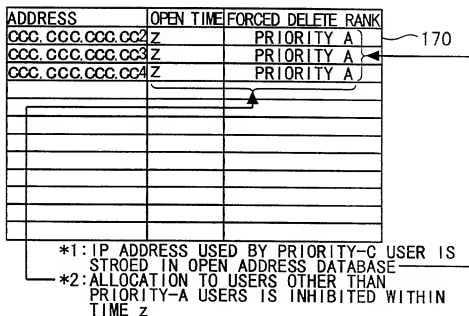 ADDRESS OPEN TIME FORCED DELETE RANK
CCC.CCC.CCC.CC2 Z PRIORITY A
170
CCC.CCC.CCC.CC3 Z PRIORITY A
CCC.CCC.CCC.CC4 Z PRIORITY A
*1:IP ADDRESS USED BY PRIORITY-C USER IS
STROED IN OPEN ADDRESS DATABASE
*2:ALLOCATION TO USERS OTHER THAN
PRIORITY-A USERS IS INHIBITED WITHIN
TIME z